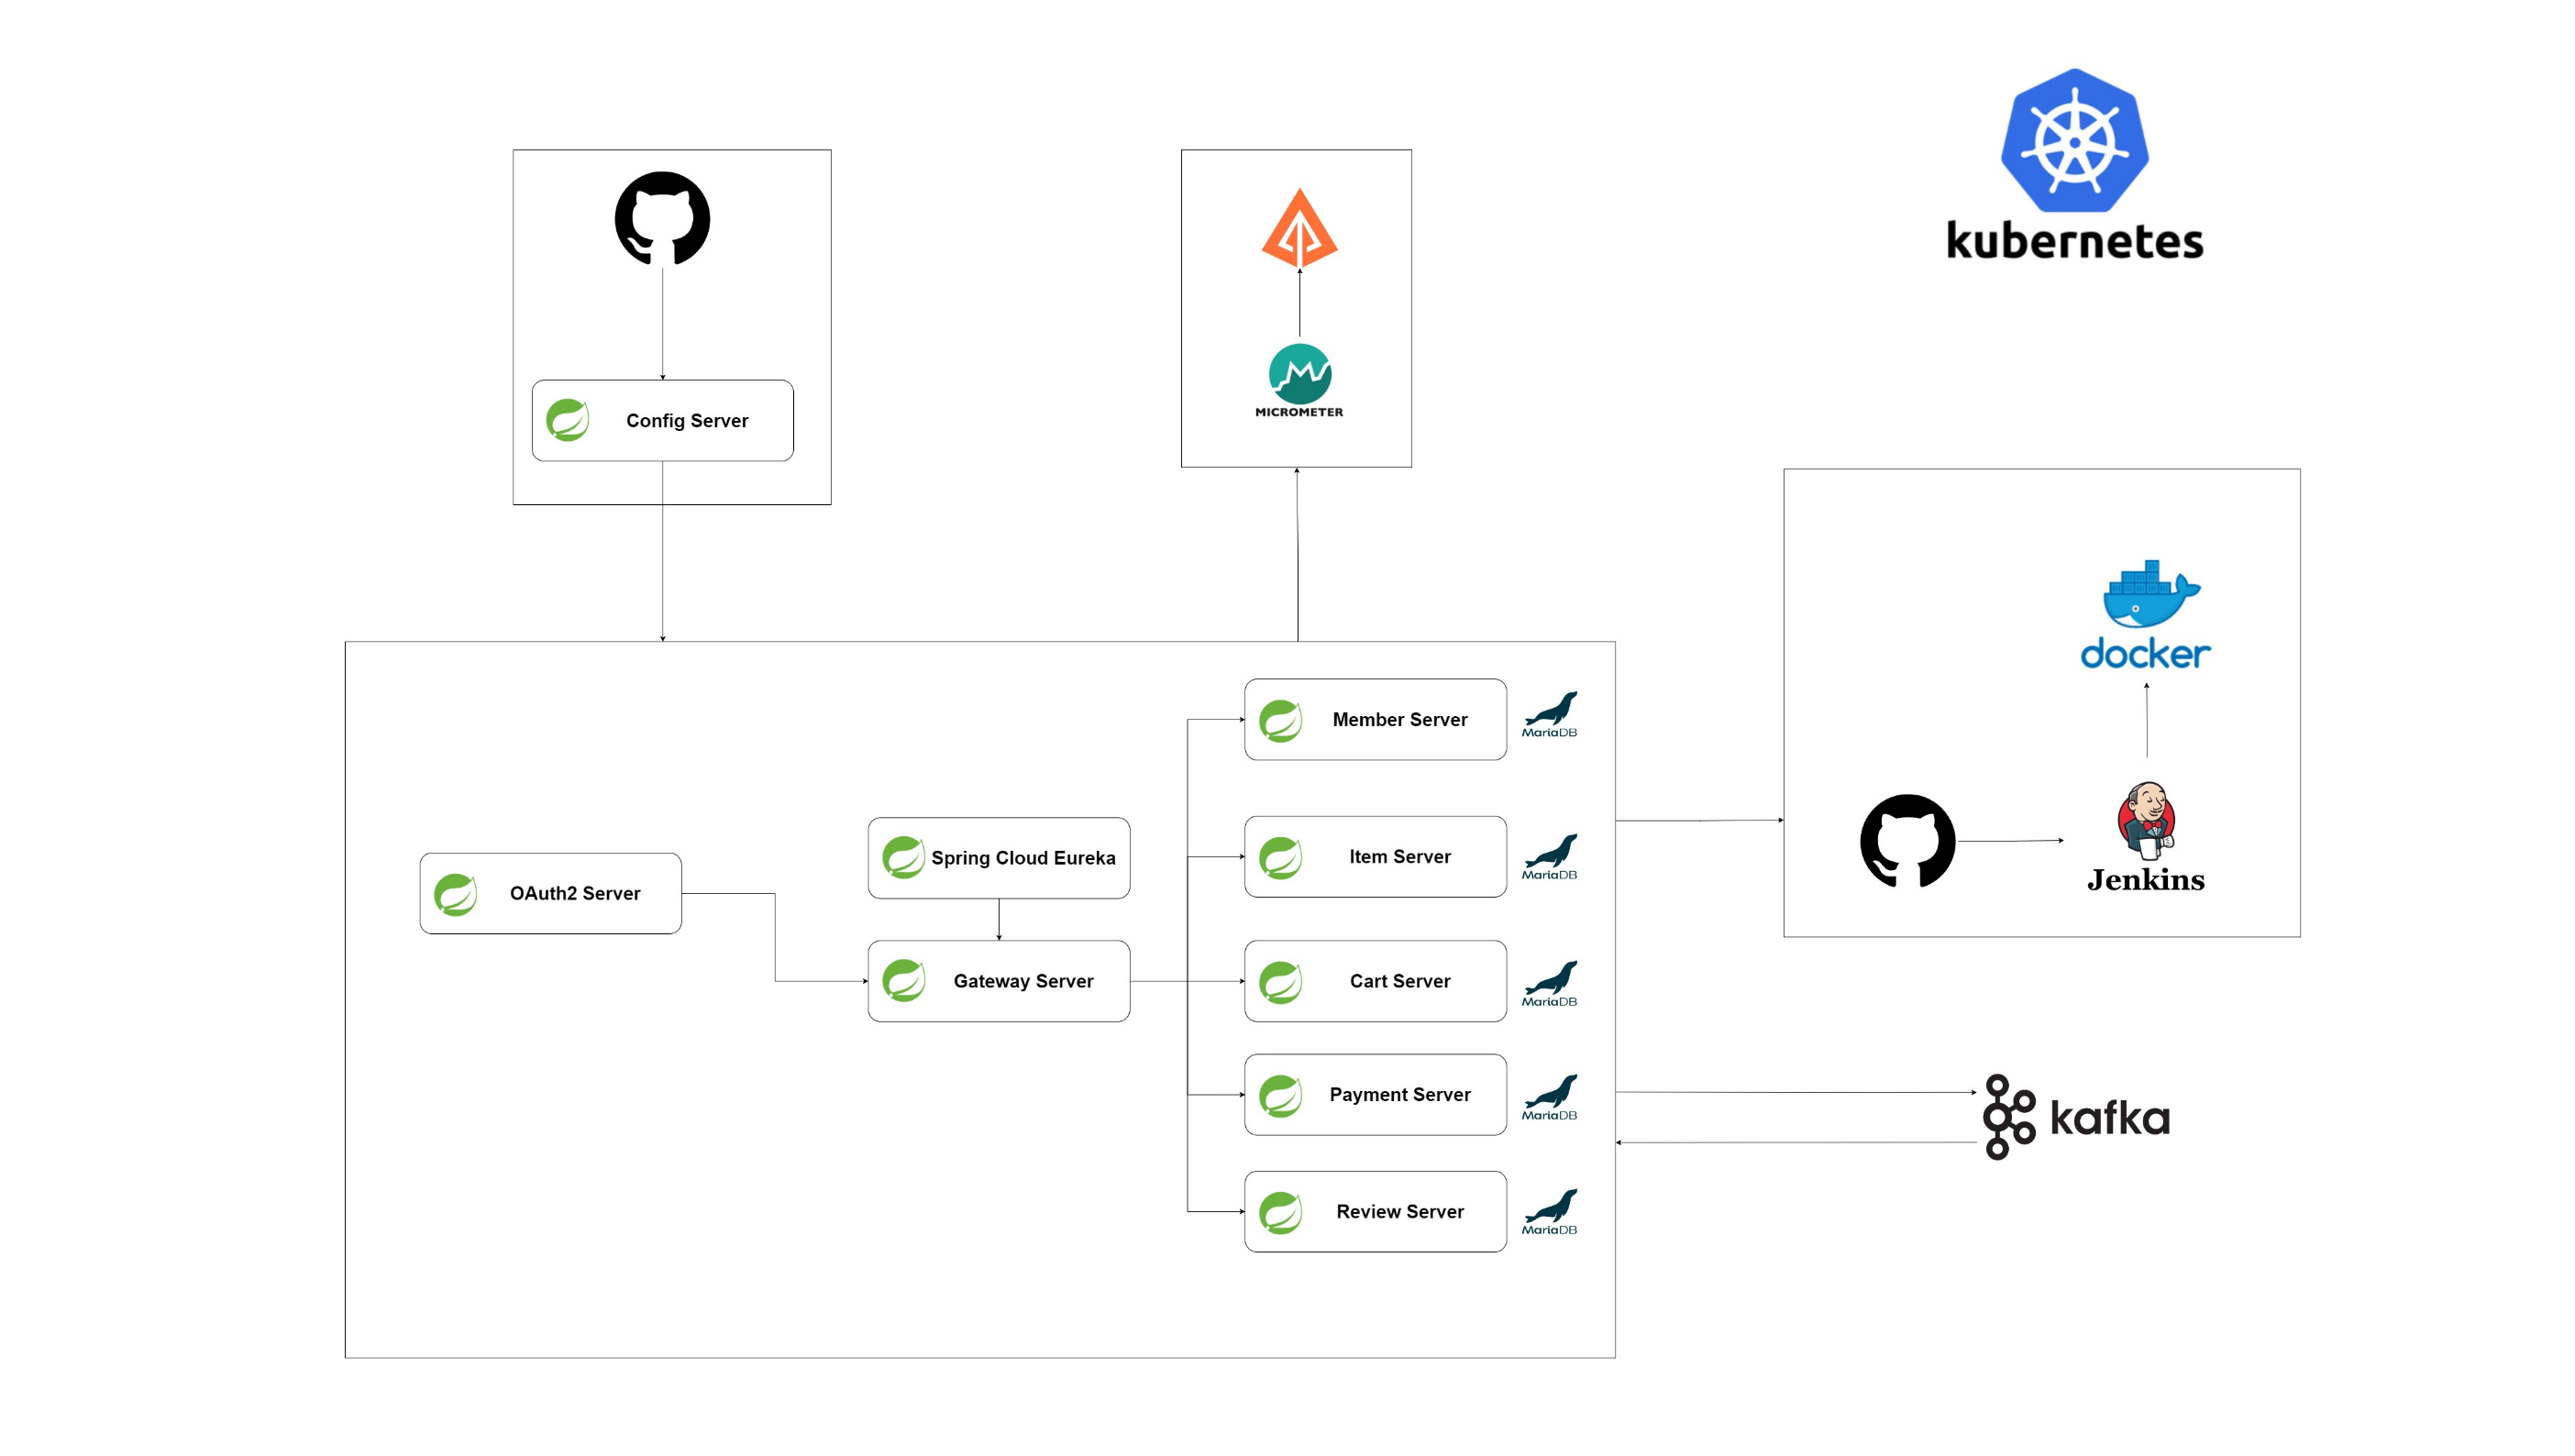 kubernetes
Config Server
MICROMETER
docker
Member Server
MariaDB
Spring Cloud Eureka
Item Server
MariaDB
OAuth2 Server
Jenkins
Gateway Server
Cart Server
MariaDB
Payment Server
MariaDB
kafka
Review Server
MariaDB